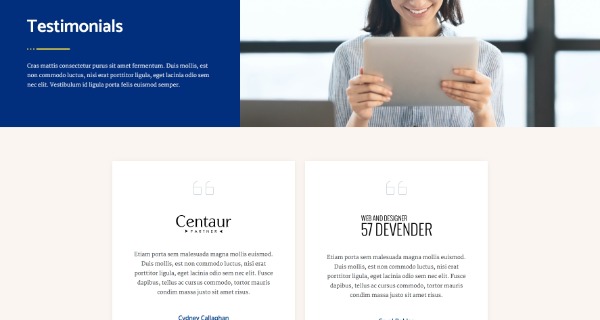 Testimonials
Cras mattis consectetur purus sit amet fermentum. Duis mollis, est
non commodo luctus, nisi erat porttitor ligula, eget lacinia odio sem
nec elit. Vestibulum id ligula porta felis euismod semper.
Centaur
PARTNER
Etiam porta sem malesuada magna mollis euismod.
Duis mollis, est non commodo luctus, nisi erat
porttitor ligula, eget lacinia odio sem nec elit. Fusce
dapibus, tellus ac cursus commodo, tortor mauris
condim massa justo sit amet risus.
Cydney Callaghan
WEB AND DESIGNER
57 DEVENDER
Etiam porta sem malesuada magna mollis euismod.
Duis mollis, est non commodo luctus, nisi erat
porttitor ligula, eget lacinia odio sem nec elit. Fusce
dapibus, tellus ac cursus commodo, tortor mauris
condim massa justo sit amet risus.